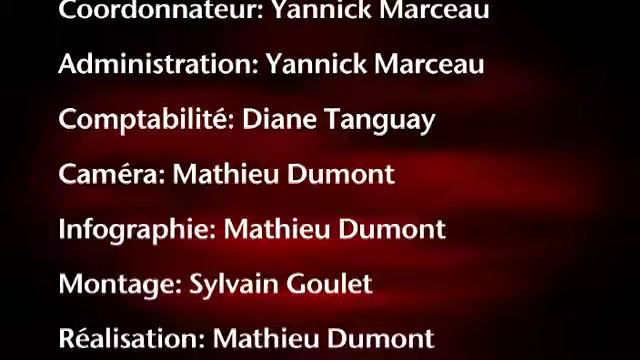 Coordonnateur: Yannick Marceau
Administration: Yannick Marceau
Comptabilité: Diane Tanguay
Caméra: Mathieu Dumont
Infographie: Mathieu Dumont
Montage: Sylvain Goulet
Réalisation: Mathieu Dumont